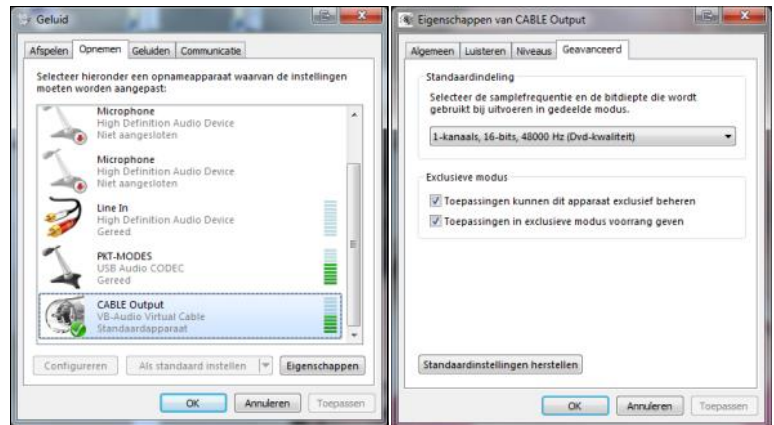 Geluid
Afspelen Opnemen Geluiden Communicatie
Selecteer hieronder een opnameapparaat waarvan de instellingen
moeten worden aangepast:
Microphone
High Definition Audio Device
Niet aangesloten
Microphone
High Definition Audio Device
Niet aangesloten
Line In
High Definition Audio Device
Gereed
PKT-MODES
USB Audio CODEC
Gereed
CABLE Output
VB-Audio Virtual Cable
Standaardapparaat
Configureren Als standaard instellen Eigenschappen
OK Annuleren Toepassen
Eigenschappen van CABLE Output
Algemeen Luisteren Niveaus Geavanceerd
Standaardindeling
Selecteer de samplefrequentie en de bitdiepte die wordt
gebruikt bij uitvoeren in gedeelde modus.
1-kanaals, 16-bits, 48000 Hz (Dvd-kwaliteit)
Exclusieve modus
Toepassingen kunnen dit apparaat exclusief beheren
Toepassingen in exclusieve modus voorrang geven
Standaardinstellingen herstellen
OK Annuleren Toepassen